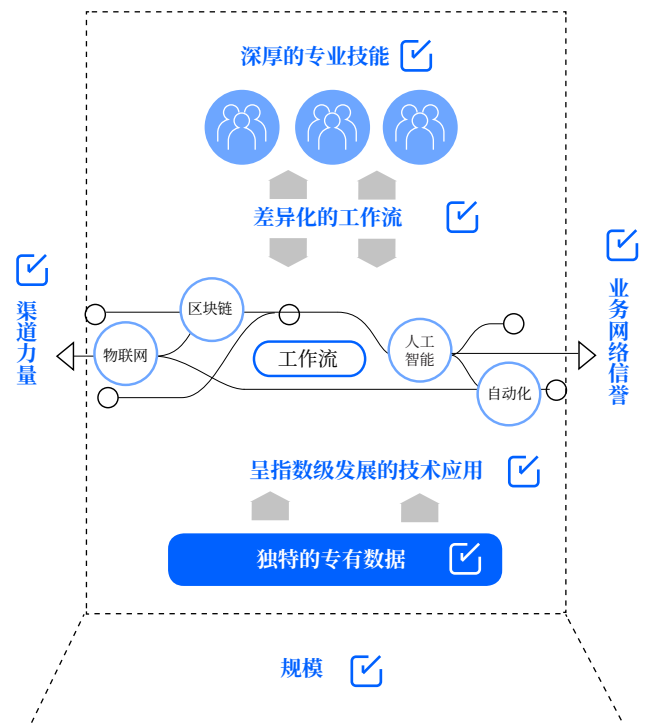 深厚的专业技能
差异化的工作流
渠道力量
业务网络信誉
区块链
物联网
工作流
人工
智能
自动化
呈指数级发展的技术应用
独特的专有数据
规模